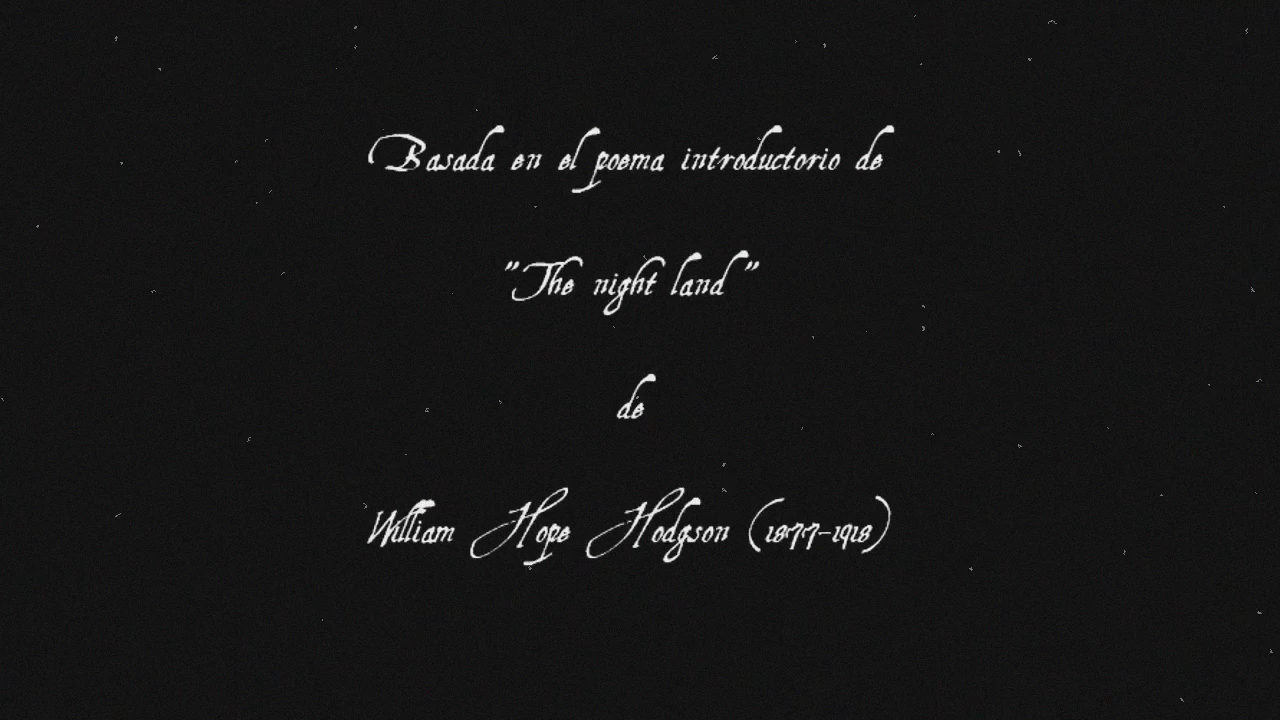 Basada en el poema introductorio de
"The night land"
de
William Hope Hodgson (1877-1918)